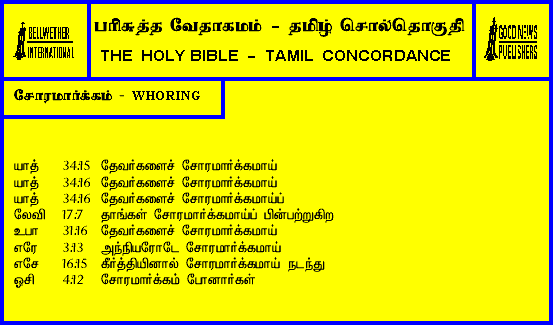 BELLWETHER
INTERNATIONAL
பரிசுத்த வேதாகமம் - தமிழ் சொல்தொகுதி
THE HOLY BIBLE - TAMIL CONCORDANCE
GOOD NEWS
PUBLISHERS
சோரமார்க்கம் - WHORING
யாத் 34:15 தேவர்களைச் சோரமார்க்கமாய்
யாத் 34:16 தேவர்களைச் சோரமார்க்கமாய்
யாத் 34:16 தேவர்களைச் சோரமார்க்கமாய்ப்
லேவி 17:7 தாங்கள் சோரமார்க்கமாய்ப் பின்பற்றுகிற
உபா 31:16 தேவர்களைச் சோரமார்க்கமாய்
எரே 3:13 அந்நியரோடே சோரமார்க்கமாய்
எசே 16:15 கீர்த்தியினால் சோரமார்க்கமாய் நடந்து
ஓசி 4:12 சோரமார்க்கம் போனார்கள்